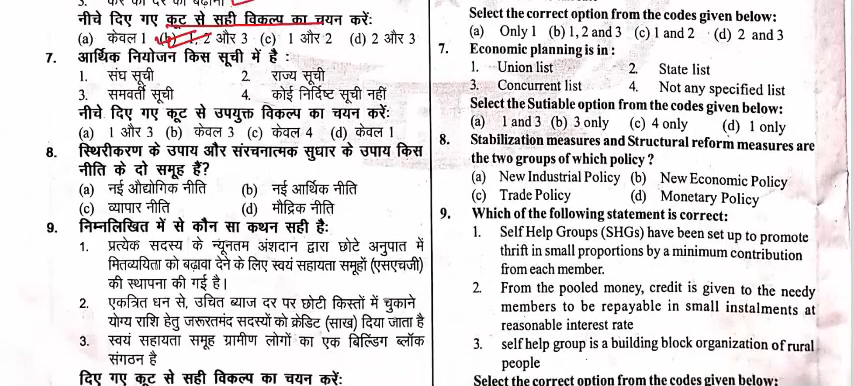 नीचे दिए गए कूट से सही विकल्प का चयन करें:
(a) केवल 1 (b) 1, 2 और 3 (c) 1 और 2 (d) 2 और 3
7. आर्थिक नियोजन किस सूची में है :
1. संघ सूची 2. राज्य सूची
3. समवर्ती सूची 4. कोई निर्दिष्ट सूची नहीं
नीचे दिए गए कूट से उपयुक्त विकल्प का चयन करें:
(a) 1 और 3 (b) केवल 3 (c) केवल 4 (d) केवल 1
8. स्थिरीकरण के उपाय और संरचनात्मक सुधार के उपाय किस
नीति के दो समूह हैं?
(a) नई औद्योगिक नीति (b) नई आर्थिक नीति
(c) व्यापार नीति (d) मौद्रिक नीति
9. निम्नलिखित में से कौन सा कथन सही है:
1. प्रत्येक सदस्य के न्यूनतम अंशदान द्वारा छोटे अनुपात में
मितव्ययिता को बढ़ावा देने के लिए स्वयं सहायता समूहों (एसएचजी)
की स्थापना की गई है।
2. एकत्रित धन से, उचित ब्याज दर पर छोटी किस्तों में चुकाने
योग्य राशि हेतु जरूरतमंद सदस्यों को क्रेडिट (साख) दिया जाता है
3. स्वयं सहायता समूह ग्रामीण लोगों का एक बिल्डिंग ब्लॉक
संगठन है
दिए गए कूट से सही विकल्प का चयन करें:
Select the correct option from the codes given below:
(a) Only 1 (b) 1, 2 and 3 (c) 1 and 2 (d) 2 and 3
7. Economic planning is in :
1. Union list 2. State list
3. Concurrent list 4. Not any specified list
Select the Sutiable option from the codes given below:
(a) 1 and 3 (b) 3 only (c) 4 only (d) 1 only
8. Stabilization measures and Structural reform measures are
the two groups of which policy ?
(a) New Industrial Policy (b) New Economic Policy
(c) Trade Policy (d) Monetary Policy
9. Which of the following statement is correct:
1. Self Help Groups (SHGs) have been set up to promote
thrift in small proportions by a minimum contribution
from each member.
2. From the pooled money, credit is given to the needy
members to be repayable in small instalments at
reasonable interest rate
3. self help group is a building block organization of rural
people
Select the correct option from the codes given below: